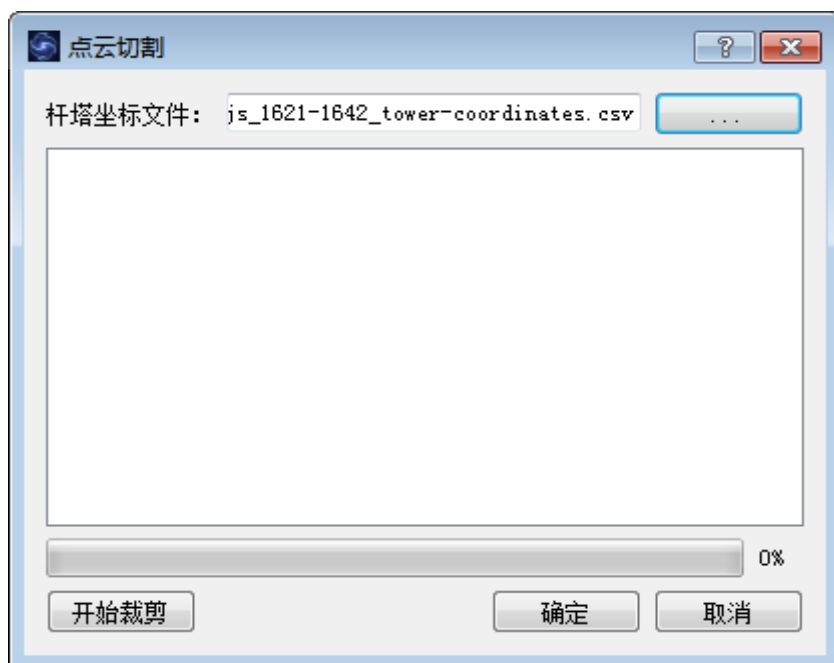 点云切割
?
杆塔坐标文件: js_1621-1642_tower-coordinates.csv ...
0%
开始裁剪 确定 取消